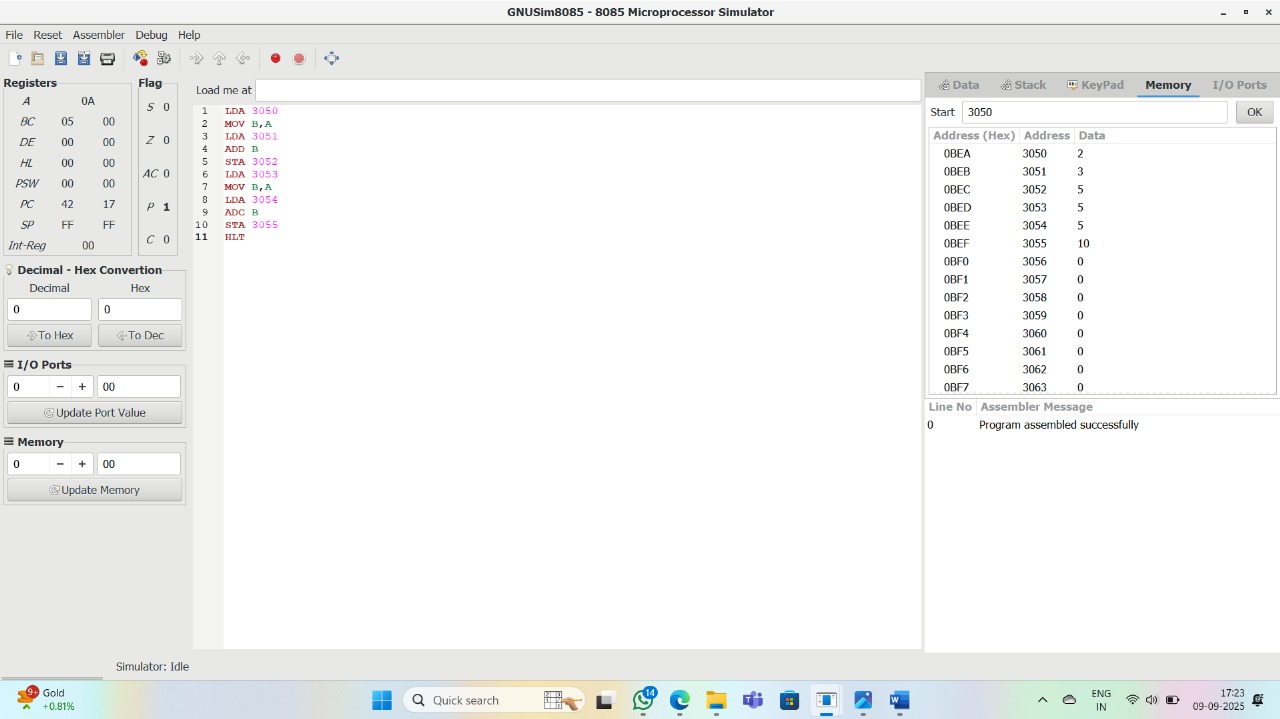 GNUSim8085 - 8085 Microprocessor Simulator
File Reset Assembler Debug Help
Registers
A 0A
BC 05 00
DE 00 00
HL 00 00
PSW 00 00
PC 42 17
SP FF FF
Int-Reg 00
Flag
S 0
Z 0
AC 0
P 1
C 0
Decimal - Hex Convertion
Decimal Hex
0 0
To Hex To Dec
I/O Ports
0 − + 00
Update Port Value
Memory
0 − + 00
Update Memory
Load me at
1 LDA 3050
2 MOV B,A
3 LDA 3051
4 ADD B
5 STA 3052
6 LDA 3053
7 MOV B,A
8 LDA 3054
9 ADC B
10 STA 3055
11 HLT
Data Stack KeyPad Memory I/O Ports
Start 3050 OK
Address (Hex) Address Data
0BEA 3050 2
0BEB 3051 3
0BEC 3052 5
0BED 3053 5
0BEE 3054 5
0BEF 3055 10
0BF0 3056 0
0BF1 3057 0
0BF2 3058 0
0BF3 3059 0
0BF4 3060 0
0BF5 3061 0
0BF6 3062 0
0BF7 3063 0
Line No Assembler Message
0 Program assembled successfully
Simulator: Idle
9+ Gold
+0.81%
Quick search
14
ENG
IN
17:23
09-09-2025